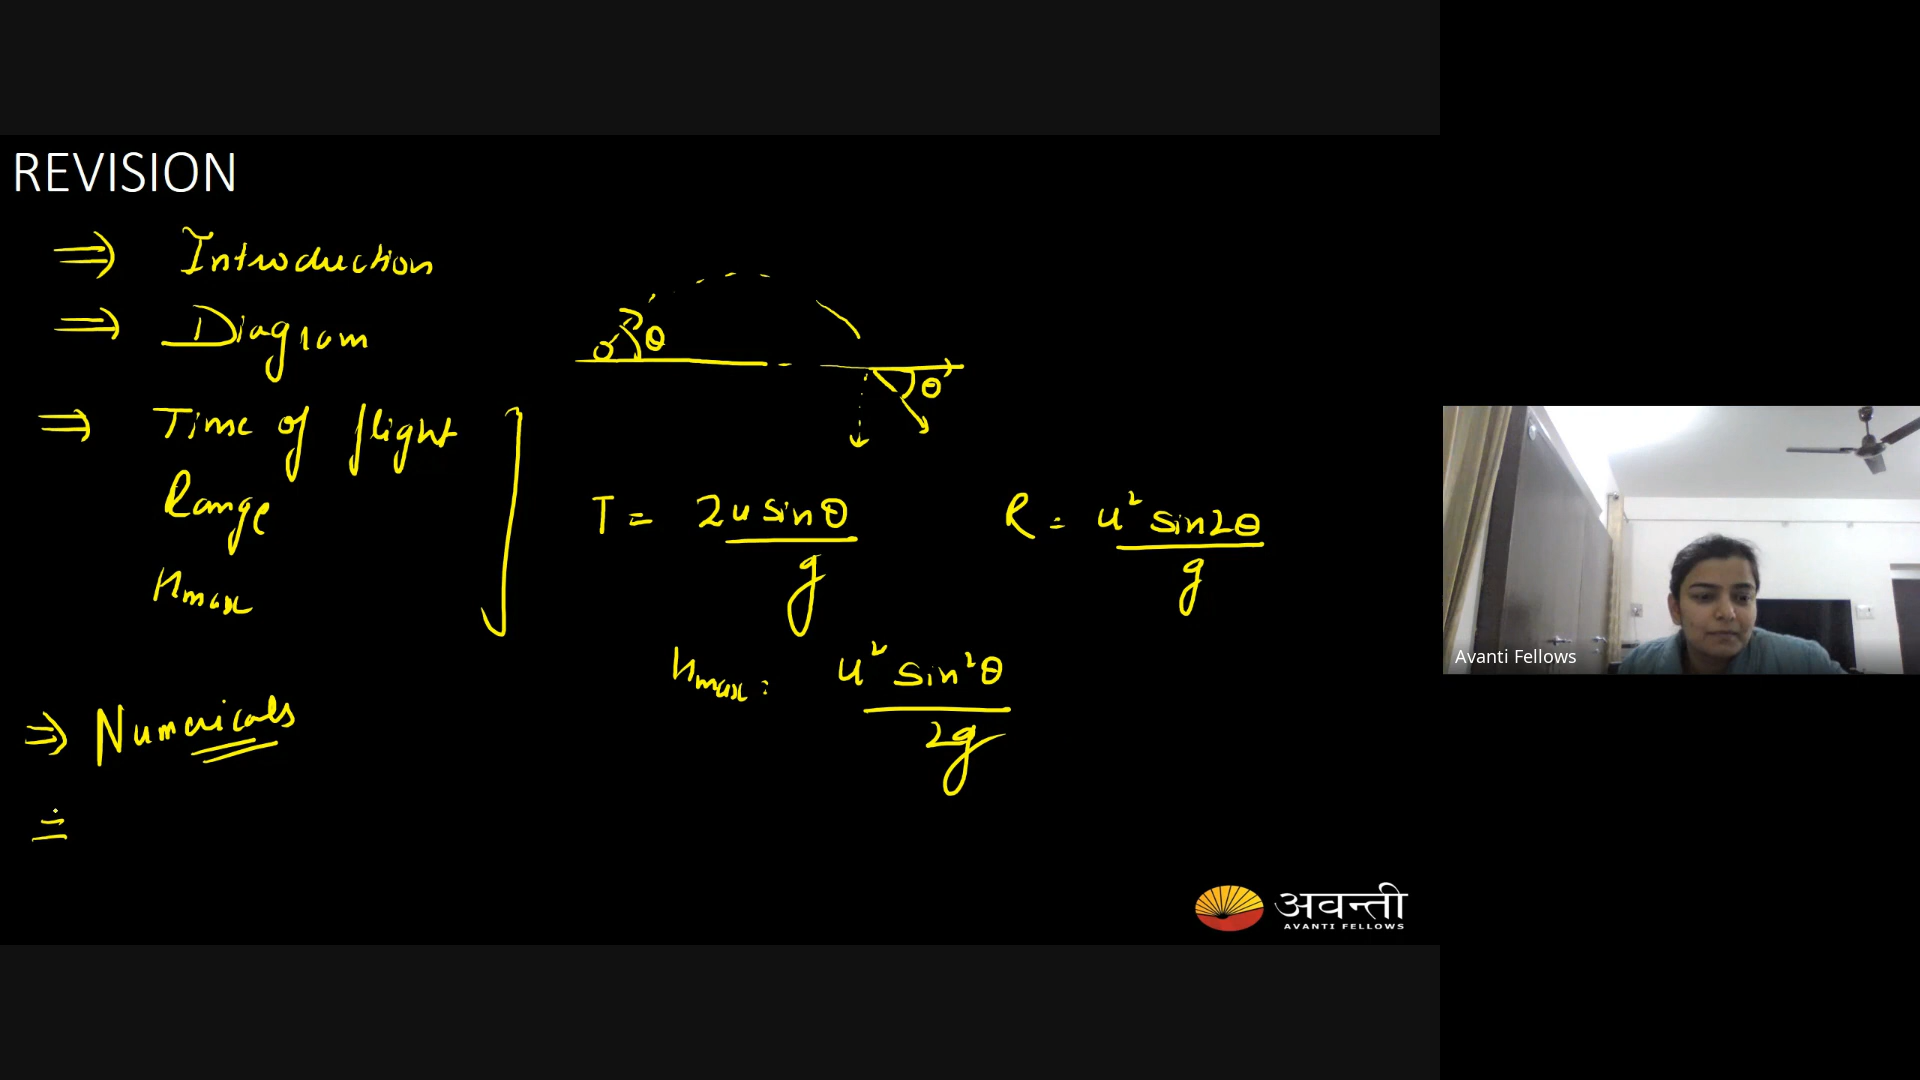 REVISION
⇒ Introduction
⇒ Diagram
θ
θ
⇒ Time of flight
Range
Hmax
T = 2u sinθ
g
R = u² sin2θ
g
Hmax = u² sin²θ
2g
⇒ Numericals
अवन्ती
AVANTI FELLOWS
Avanti Fellows